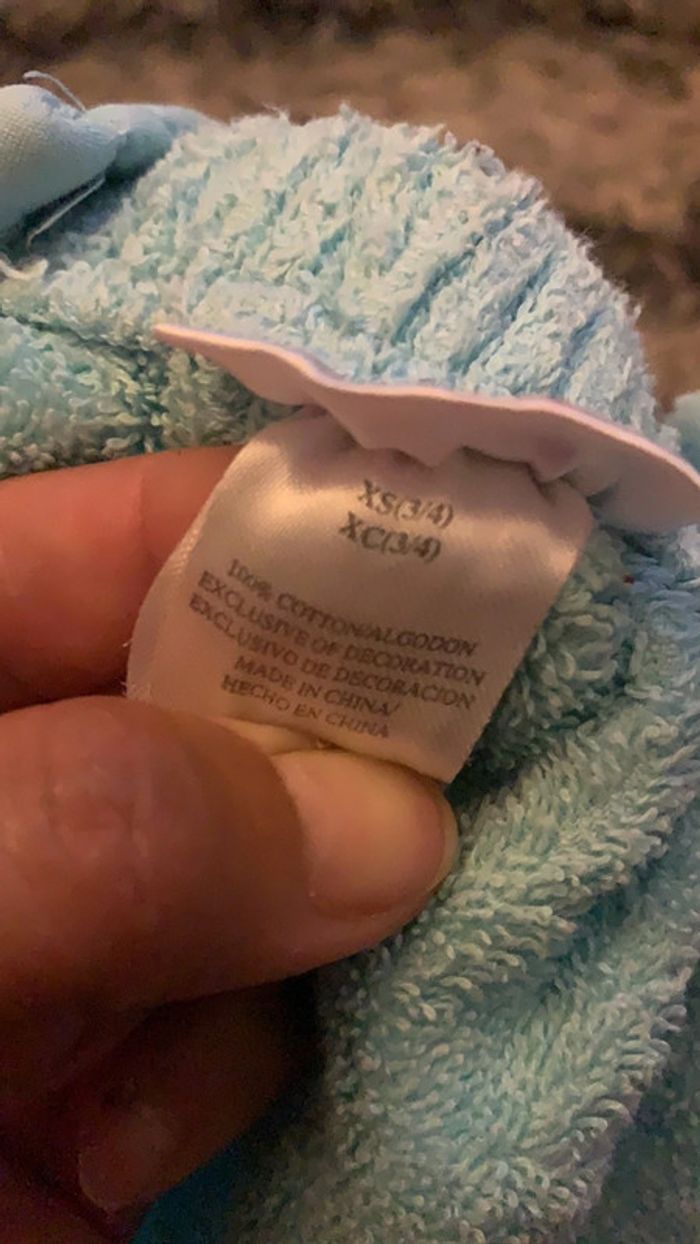 XS(3/4)
XC(3/4)
100% COTTON/ALGODON
EXCLUSIVE OF DECORATION
EXCLUSIVO DE DECORACION
MADE IN CHINA/
HECHO EN CHINA